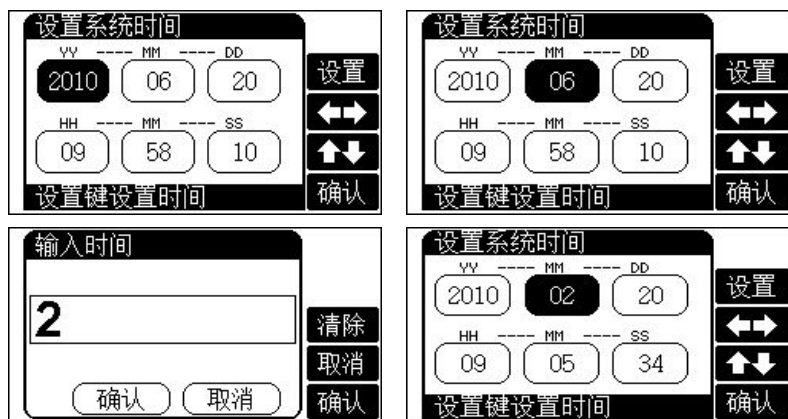 设置系统时间
YY ---- MM ---- DD
2010 06 20
HH ---- MM ---- SS
09 58 10
设置键设置时间
设置
确认
设置系统时间
YY ---- MM ---- DD
2010 06 20
HH ---- MM ---- SS
09 58 10
设置键设置时间
设置
确认
输入时间
2
确认 取消
清除
取消
确认
设置系统时间
YY ---- MM ---- DD
2010 02 20
HH ---- MM ---- SS
09 05 34
设置键设置时间
设置
确认